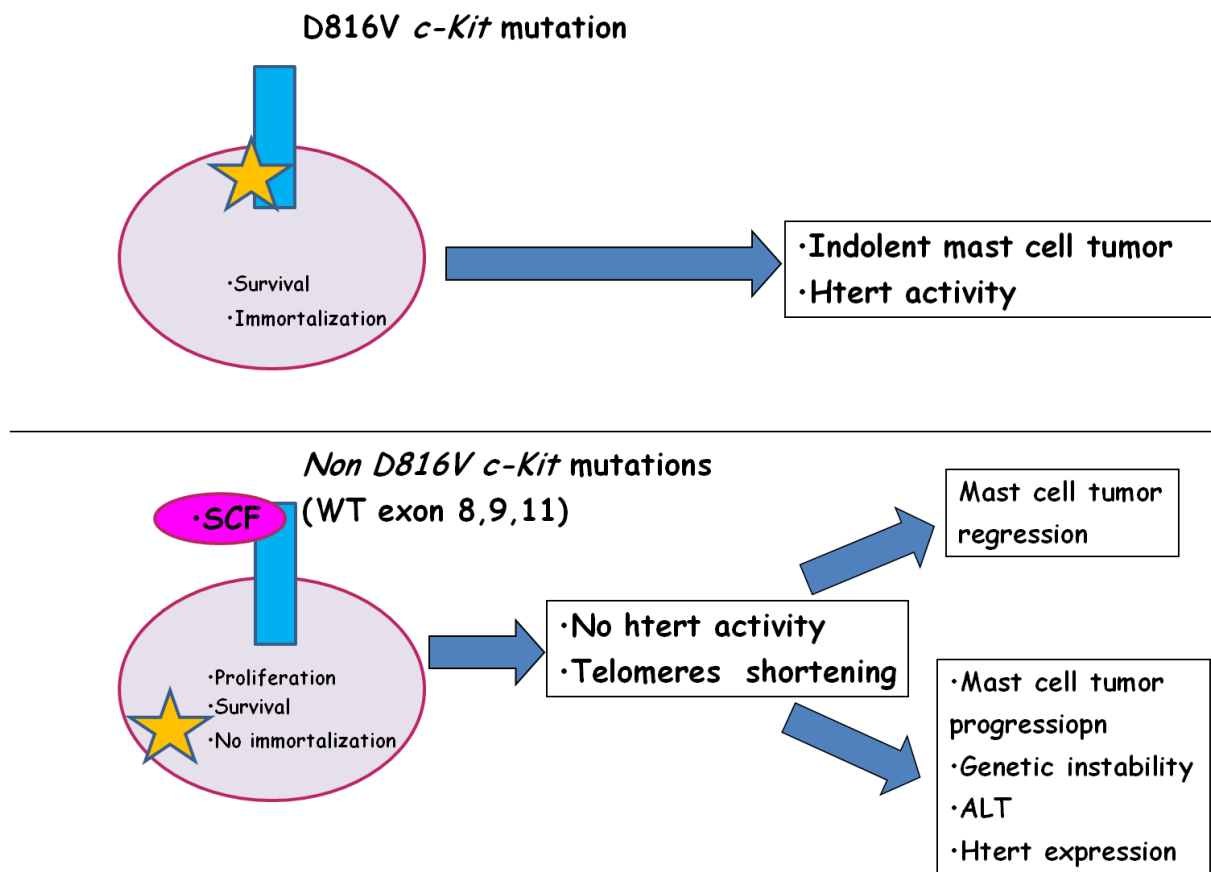 D816V c-Kit mutation
·Survival
·Immortalization
·Indolent mast cell tumor
·Htert activity
Non D816V c-Kit mutations
(WT exon 8,9,11)
·SCF
·Proliferation
·Survival
·No immortalization
·No htert activity
·Telomeres shortening
Mast cell tumor
regression
·Mast cell tumor
progressiopn
·Genetic instability
·ALT
·Htert expression